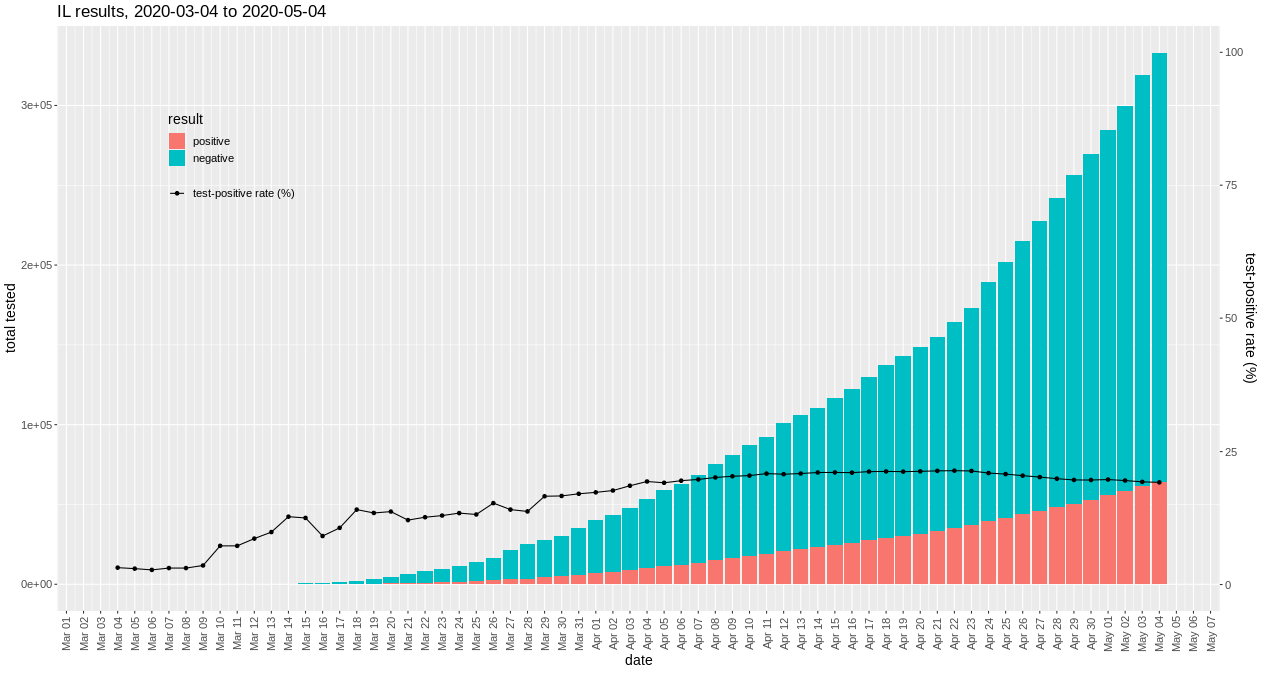 IL results, 2020-03-04 to 2020-05-04
total tested
3e+05
2e+05
1e+05
0e+00
result
positive
negative
test-positive rate (%)
100
75
50
25
0
test-positive rate (%)
Mar 01
Mar 02
Mar 03
Mar 04
Mar 05
Mar 06
Mar 07
Mar 08
Mar 09
Mar 10
Mar 11
Mar 12
Mar 13
Mar 14
Mar 15
Mar 16
Mar 17
Mar 18
Mar 19
Mar 20
Mar 21
Mar 22
Mar 23
Mar 24
Mar 25
Mar 26
Mar 27
Mar 28
Mar 29
Mar 30
Mar 31
Apr 01
Apr 02
Apr 03
Apr 04
Apr 05
Apr 06
Apr 07
Apr 08
Apr 09
Apr 10
Apr 11
Apr 12
Apr 13
Apr 14
Apr 15
Apr 16
Apr 17
Apr 18
Apr 19
Apr 20
Apr 21
Apr 22
Apr 23
Apr 24
Apr 25
Apr 26
Apr 27
Apr 28
Apr 29
Apr 30
May 01
May 02
May 03
May 04
May 05
May 06
May 07
date